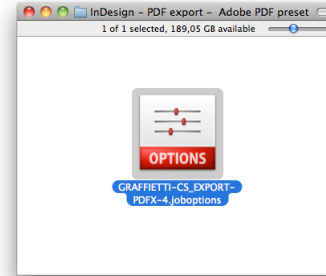 InDesign – PDF export – Adobe PDF preset
1 of 1 selected, 189,05 GB available
OPTIONS
GRAFFIETTI-CS_EXPORT-
PDFX-4.joboptions